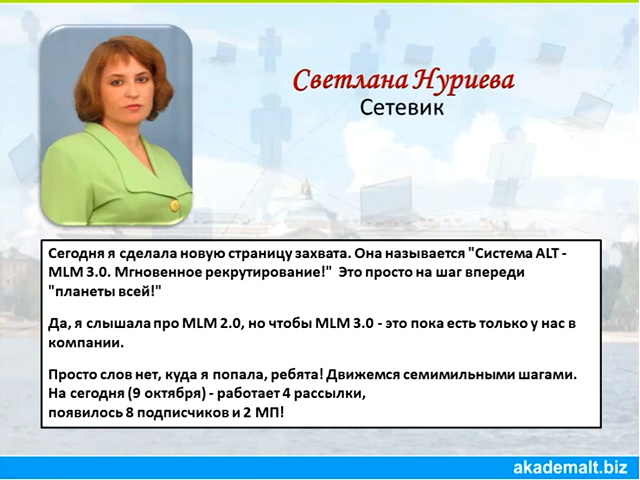 Светлана Нуриева
Сетевик
Сегодня я сделала новую страницу захвата. Она называется "Система ALT -
MLM 3.0. Мгновенное рекрутирование!" Это просто на шаг впереди
"планеты всей!"
Да, я слышала про MLM 2.0, но чтобы MLM 3.0 - это пока есть только у нас в
компании.
Просто слов нет, куда я попала, ребята! Движемся семимильными шагами.
На сегодня (9 октября) - работает 4 рассылки,
появилось 8 подписчиков и 2 МП!
akademalt.biz